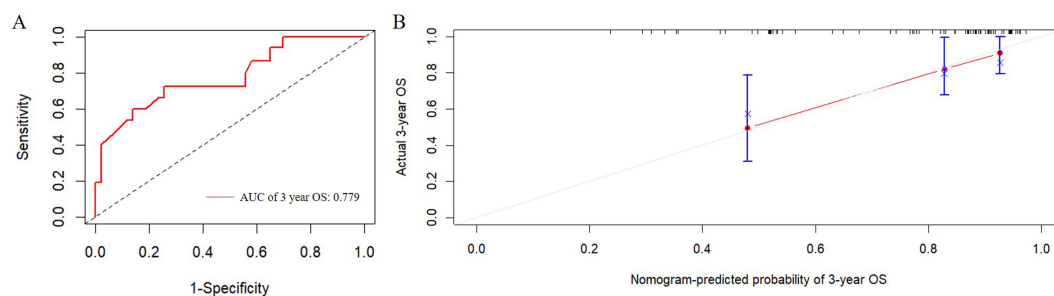 A
1.0
0.8
0.6
0.4
0.2
0.0
Sensitivity
AUC of 3 year OS: 0.779
0.0 0.2 0.4 0.6 0.8 1.0
1-Specificity
B
1.0
0.8
0.6
0.4
0.2
0.0
Actual 3-year OS
0.0 0.2 0.4 0.6 0.8 1.0
Nomogram-predicted probability of 3-year OS